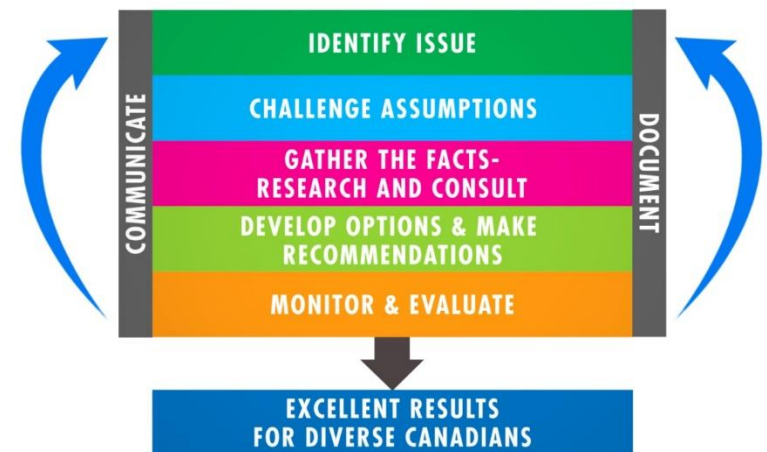 IDENTIFY ISSUE
COMMUNICATE
CHALLENGE ASSUMPTIONS
DOCUMENT
GATHER THE FACTS-
RESEARCH AND CONSULT
DEVELOP OPTIONS & MAKE
RECOMMENDATIONS
MONITOR & EVALUATE
EXCELLENT RESULTS
FOR DIVERSE CANADIANS